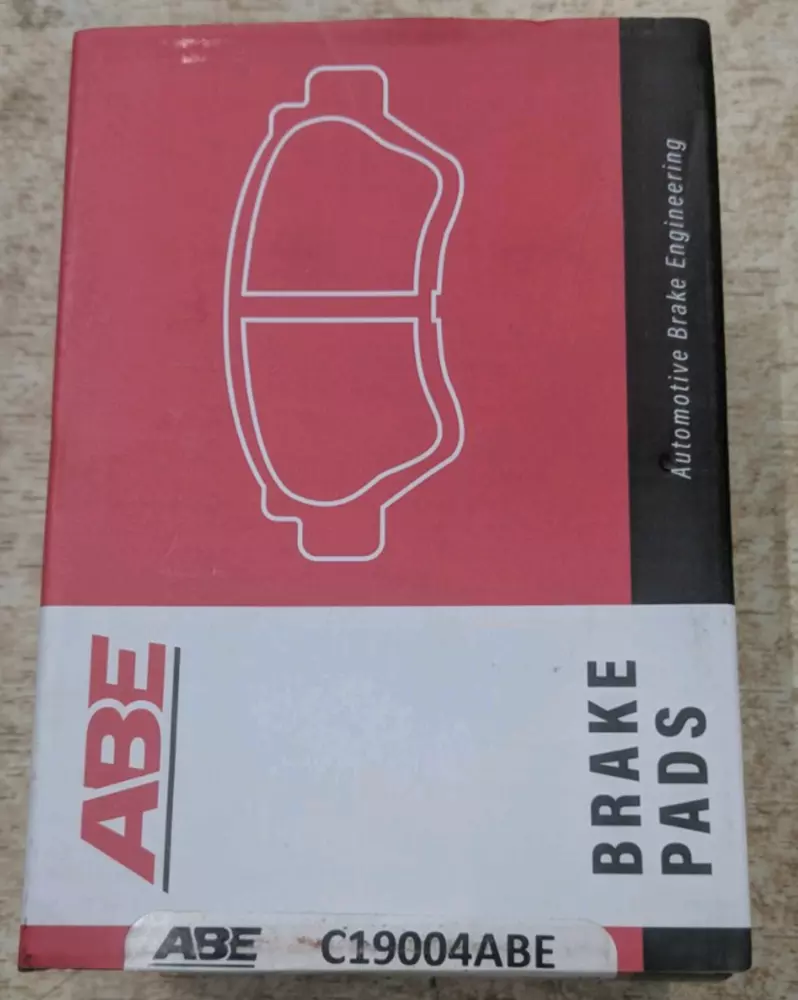 Automotive Brake Engineering
ABE
BRAKE
PADS
ABE C19004ABE